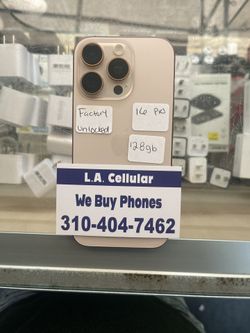 Factory
Unlocked
16 Pro
128gb
L.A. Cellular
We Buy Phones
310-404-7462